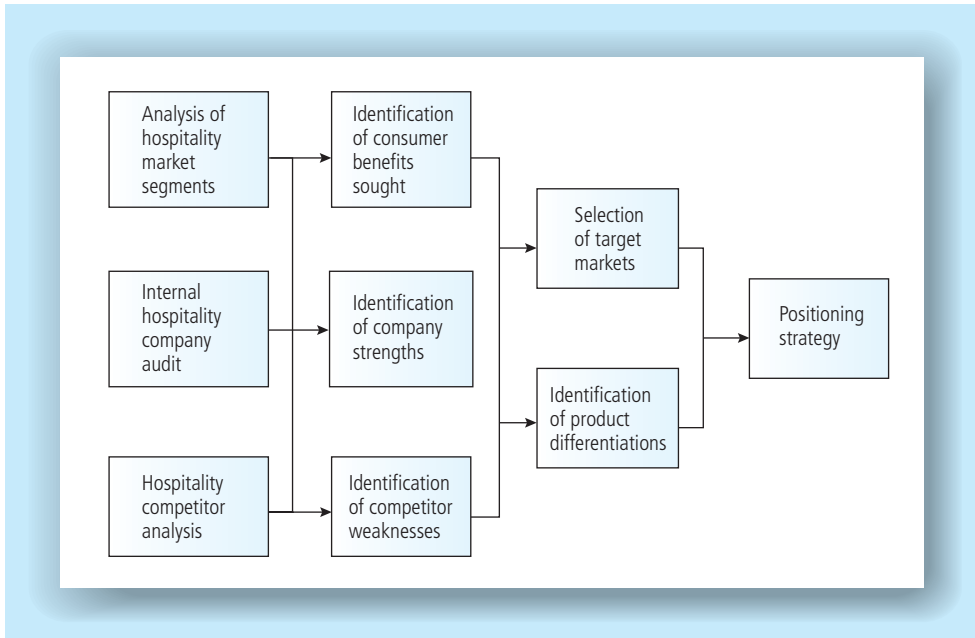 Analysis of
hospitality
market
segments
Identification
of consumer
benefits
sought
Selection
of target
markets
Internal
hospitality
company
audit
Identification
of company
strengths
Positioning
strategy
Identification
of product
differentiations
Hospitality
competitor
analysis
Identification
of competitor
weaknesses